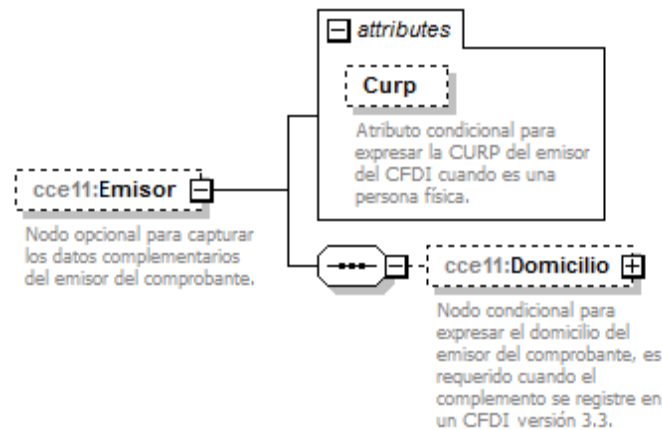 attributes
Curp
Atributo condicional para
expresar la CURP del emisor
del CFDI cuando es una
persona física.
cce11:Emisor
Nodo opcional para capturar
los datos complementarios
del emisor del comprobante.
cce11:Domicilio
Nodo condicional para
expresar el domicilio del
emisor del comprobante, es
requerido cuando el
complemento se registre en
un CFDI versión 3.3.